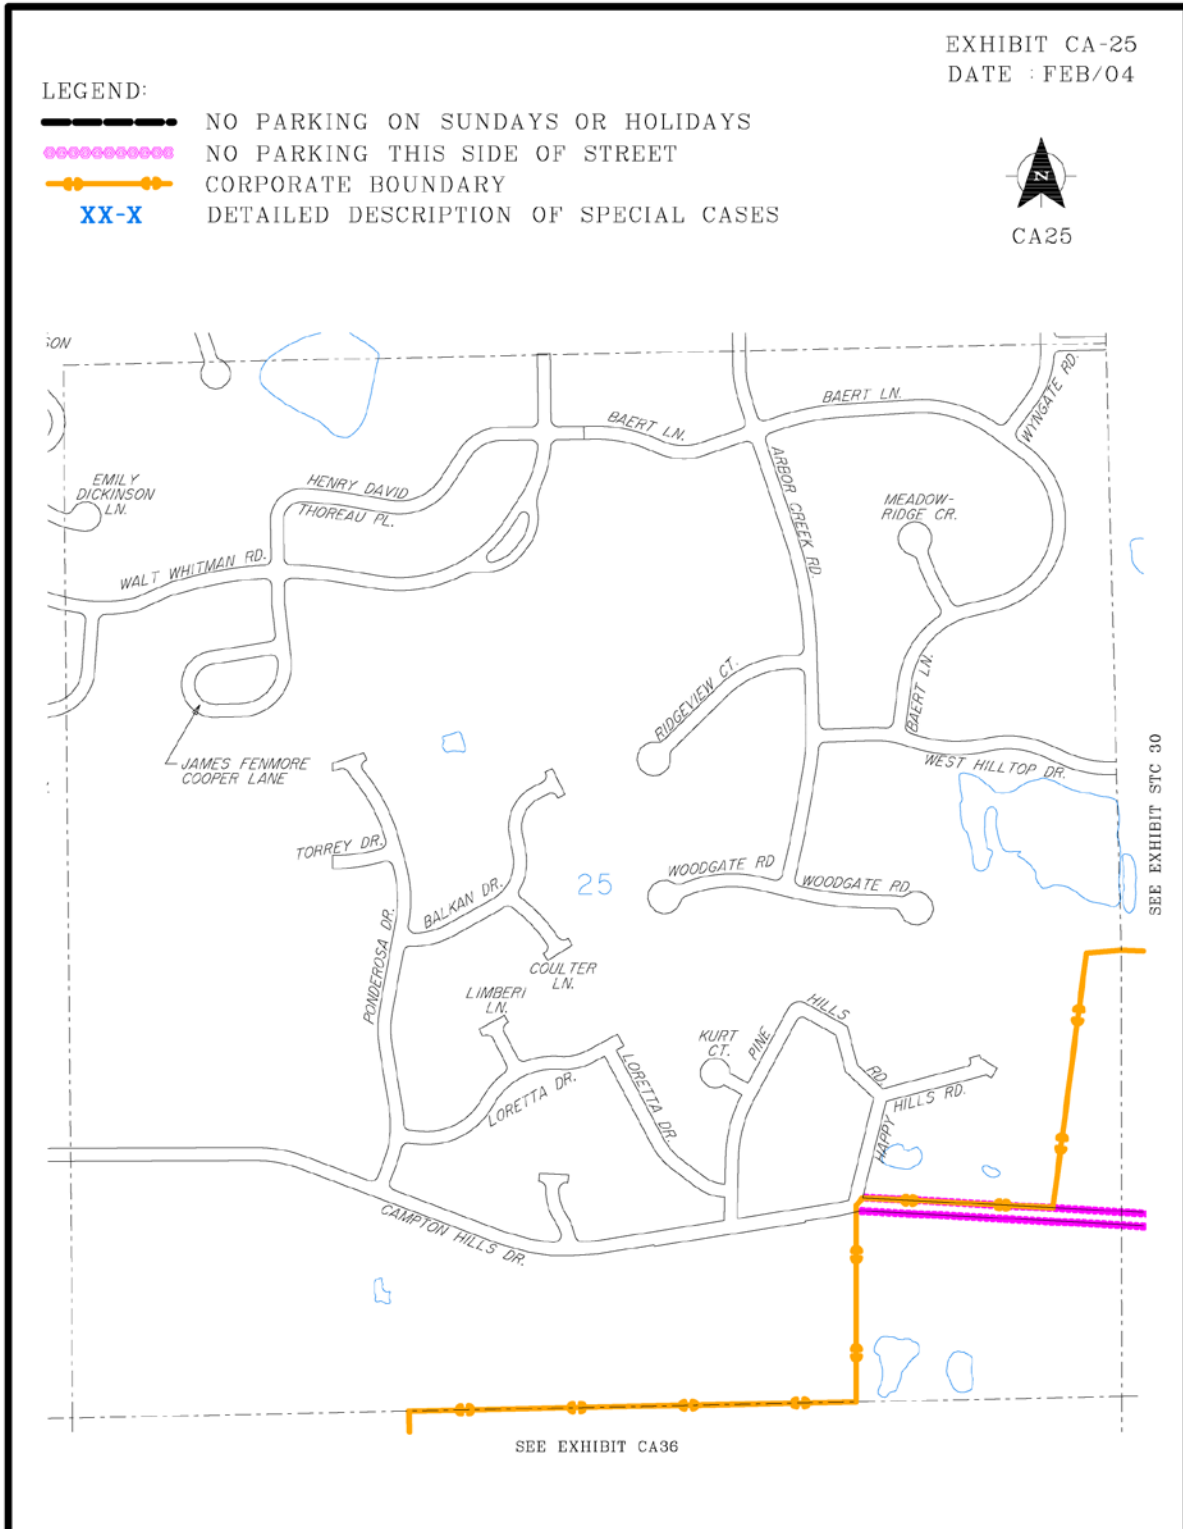 EXHIBIT CA-25
DATE : FEB/04
LEGEND:
NO PARKING ON SUNDAYS OR HOLIDAYS
NO PARKING THIS SIDE OF STREET
CORPORATE BOUNDARY
XX-X DETAILED DESCRIPTION OF SPECIAL CASES
N
CA25
SON
BAERT LN.
BAERT LN.
WYNGATE RD.
EMILY
DICKINSON
LN.
HENRY DAVID
THOREAU PL.
ARBOR CREEK RD.
MEADOW-
RIDGE CR.
WALT WHITMAN RD.
RIDGEVIEW CT.
BAERT LN.
JAMES FENMORE
COOPER LANE
WEST HILLTOP DR.
SEE EXHIBIT STC 30
TORREY DR.
WOODGATE RD
WOODGATE RD
25
BALKAN DR.
PONDEROSA DR.
COULTER
LN.
LIMBERI
LN.
KURT
CT.
PINE
HILLS
RD.
LORETTA DR.
LORETTA DR.
HAPPY
HILLS RD.
CAMPTON HILLS DR.
SEE EXHIBIT CA36